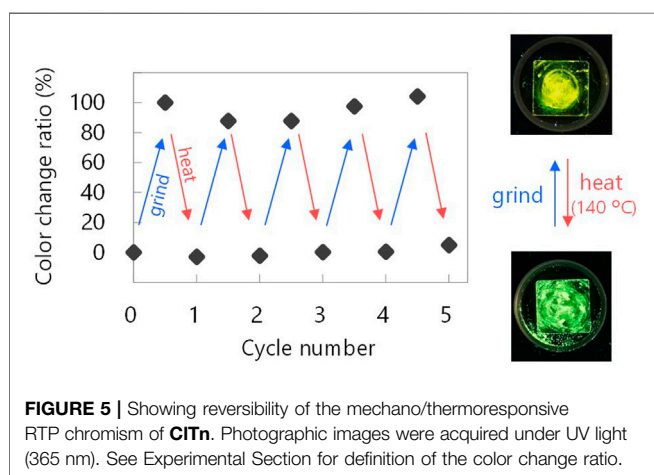 Color change ratio (%)
100
80
60
40
20
0
grind
heat
0 1 2 3 4 5
Cycle number
grind
heat
(140 ºC)
FIGURE 5 | Showing reversibility of the mechano/thermoresponsive
RTP chromism of CITn. Photographic images were acquired under UV light
(365 nm). See Experimental Section for definition of the color change ratio.